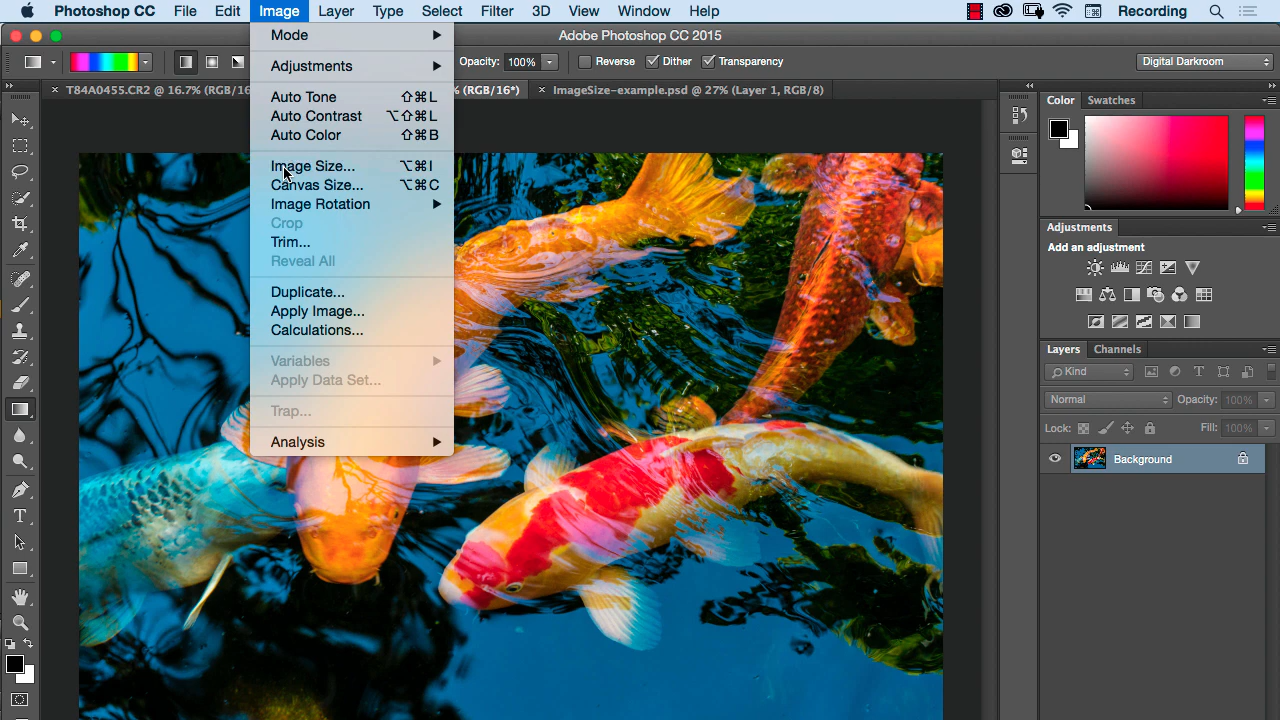 Photoshop CC File Edit Image Layer Type Select Filter 3D View Window Help Recording
Adobe Photoshop CC 2015
Opacity: 100% Reverse Dither Transparency Digital Darkroom
× T84A0455.CR2 @ 16.7% (RGB/16 % (RGB/16*) × ImageSize-example.psd @ 27% (Layer 1, RGB/8)
Mode
Adjustments
Auto Tone ⇧⌘L
Auto Contrast ⌥⇧⌘L
Auto Color ⇧⌘B
Image Size... ⌥⌘I
Canvas Size... ⌥⌘C
Image Rotation
Crop
Trim...
Reveal All
Duplicate...
Apply Image...
Calculations...
Variables
Apply Data Set...
Trap...
Analysis
Color Swatches
Adjustments
Add an adjustment
Layers Channels
Kind
Normal Opacity: 100%
Lock: Fill: 100%
Background